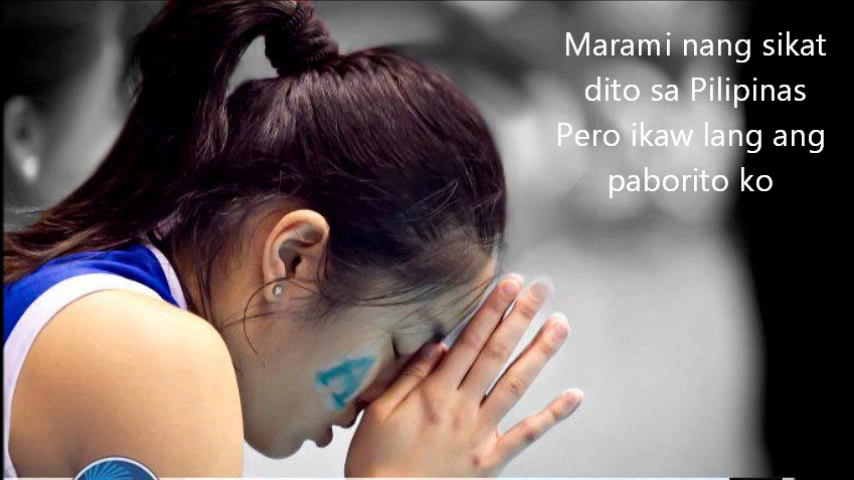 Marami nang sikat
dito sa Pilipinas
Pero ikaw lang ang
paborito ko